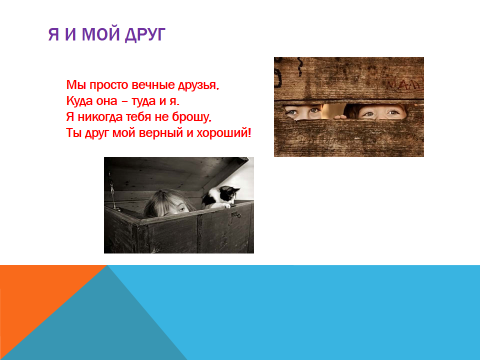 Я И МОЙ ДРУГ
Мы просто вечные друзья,
Куда она – туда и я.
Я никогда тебя не брошу,
Ты друг мой верный и хороший!